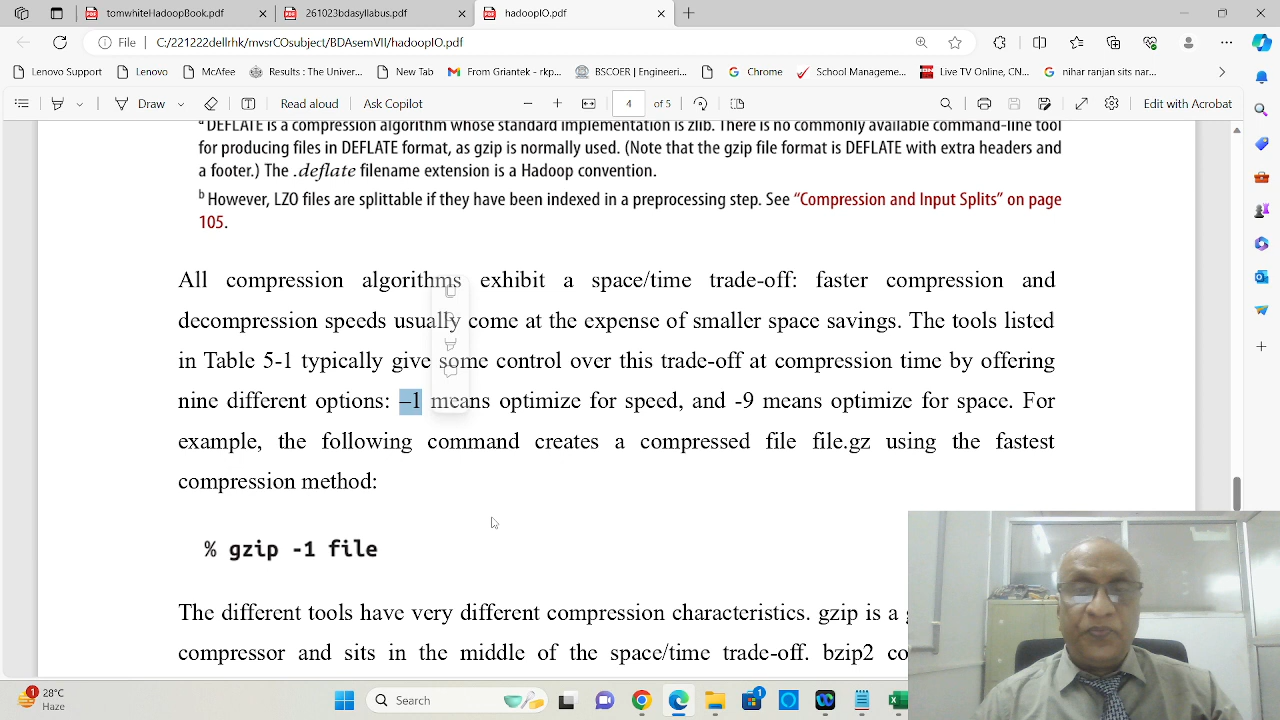 tomwhiteHadoopBook.pdf
261023bdasyllabus.pdf
hadoopIO.pdf
File
C:/221222dellrhk/mvsrCOsubject/BDAsemVII/hadoopIO.pdf
Lenovo Support
Lenovo
McAfee
Results : The Univer...
New Tab
From Griantek - rkp...
BSCOER | Engineeri...
Chrome
School Manageme...
Live TV Online, CN...
nihar ranjan sits nar...
Draw
Read aloud
Ask Copilot
4 of 5
Edit with Acrobat
a DEFLATE is a compression algorithm whose standard implementation is zlib. There is no commonly available command-line tool
for producing files in DEFLATE format, as gzip is normally used. (Note that the gzip file format is DEFLATE with extra headers and
a footer.) The .deflate filename extension is a Hadoop convention.
b However, LZO files are splittable if they have been indexed in a preprocessing step. See “Compression and Input Splits” on page
105.
All compression algorithms exhibit a space/time trade-off: faster compression and
decompression speeds usually come at the expense of smaller space savings. The tools listed
in Table 5-1 typically give some control over this trade-off at compression time by offering
nine different options: –1 means optimize for speed, and -9 means optimize for space. For
example, the following command creates a compressed file file.gz using the fastest
compression method:
% gzip -1 file
The different tools have very different compression characteristics. gzip is a
compressor and sits in the middle of the space/time trade-off. bzip2
28°C
Haze
Search